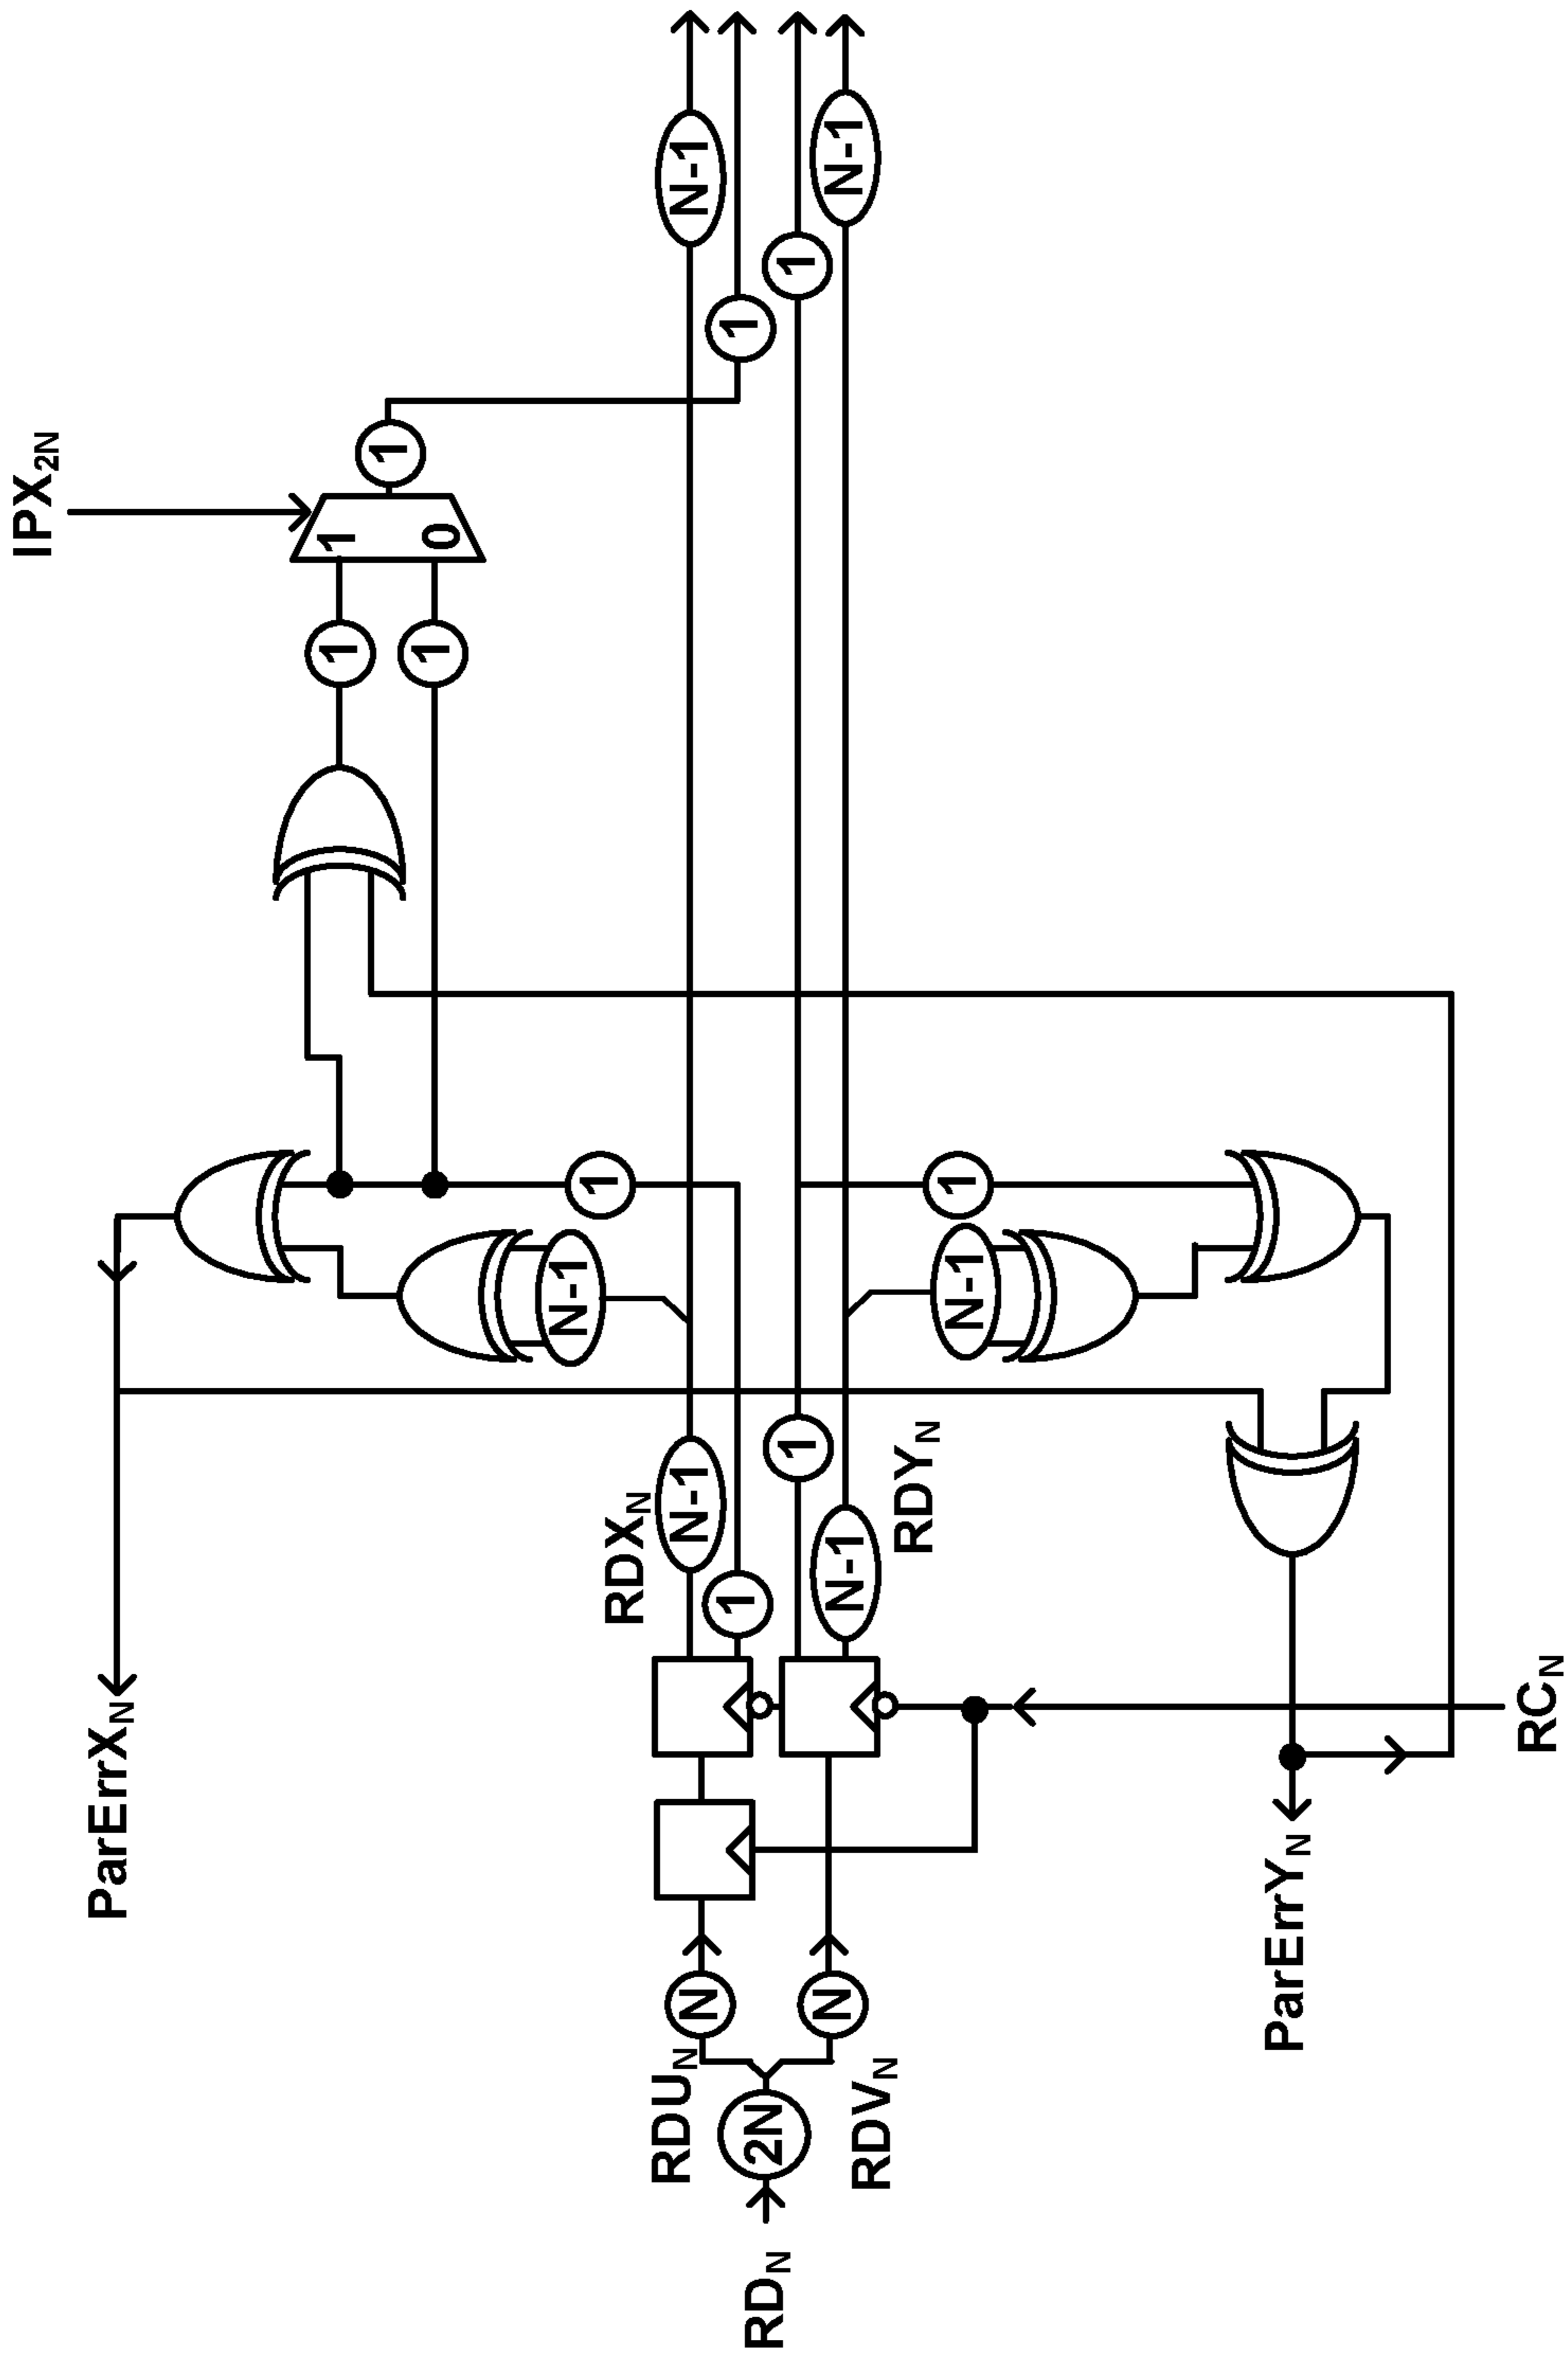 IPX2N
ParErrXN
1 1
1
1 0
N-1
1
RDXN
RDUN
N-1 N-1
N
1 1
RDN 2N
1 1
N
N-1 N-1
RDVN
RDYN
1
N-1
ParErrYN
RCN